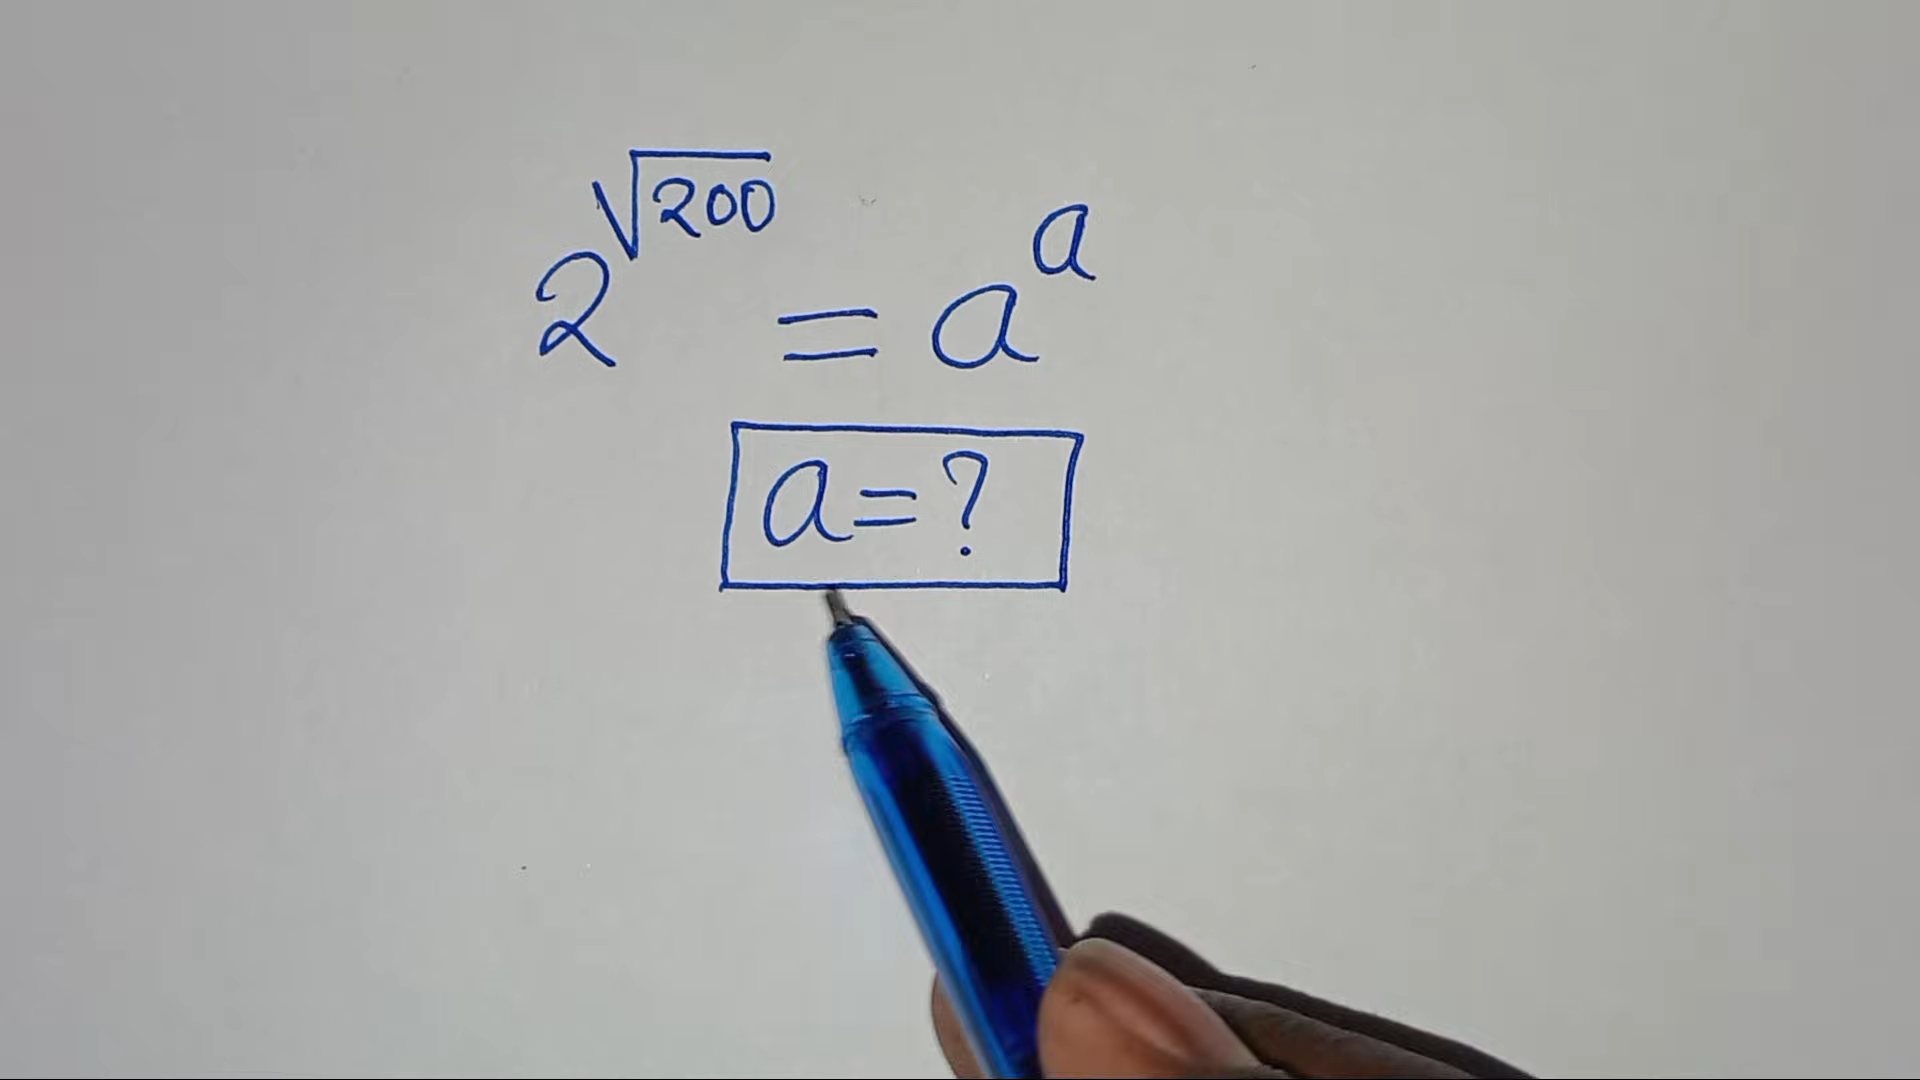 2^√200 = a^a
a=?